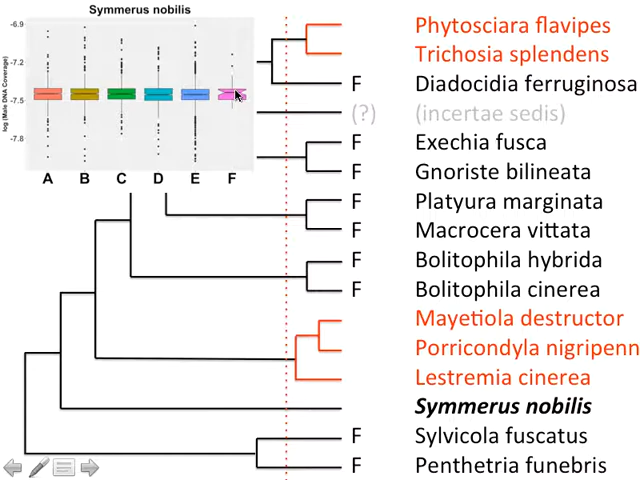 Symmerus nobilis
log (Male DNA Coverage)
-6.9
-7.2
-7.5
-7.8
A B C D E F
Phytosciara flavipes
Trichosia splendens
F Diadocidia ferruginosa
(?) (incertae sedis)
F Exechia fusca
F Gnoriste bilineata
F Platyura marginata
F Macrocera vittata
F Bolitophila hybrida
F Bolitophila cinerea
Mayetiola destructor
Porricondyla nigripenn
Lestremia cinerea
Symmerus nobilis
F Sylvicola fuscatus
F Penthetria funebris